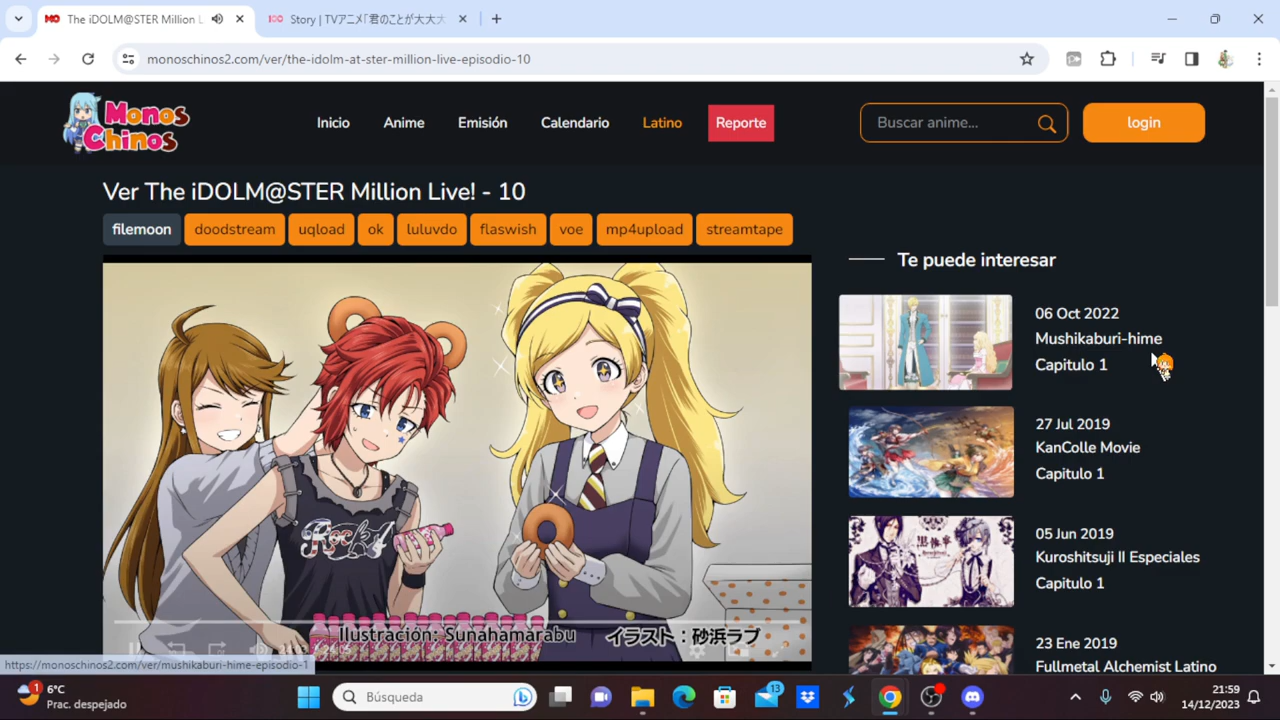 The iDOLM@STER Million L
Story | TVアニメ「君のことが大大大
monoschinos2.com/ver/the-idolm-at-ster-million-live-episodio-10
Monos
Chinos
Inicio
Anime
Emisión
Calendario
Latino
Reporte
Buscar anime...
login
Ver The iDOLM@STER Million Live! - 10
filemoon
doodstream
uqload
ok
luluvdo
flaswish
voe
mp4upload
streamtape
Te puede interesar
06 Oct 2022
Mushikaburi-hime
Capitulo 1
27 Jul 2019
KanColle Movie
Capitulo 1
05 Jun 2019
Kuroshitsuji II Especiales
Capitulo 1
23 Ene 2019
Fullmetal Alchemist Latino
Rock!
黒執事
Ilustración: Sunahamarabu
イラスト：砂浜ラブ
https://monoschinos2.com/ver/mushikaburi-hime-episodio-1
1
6°C
Prac. despejado
Búsqueda
13
21:59
14/12/2023